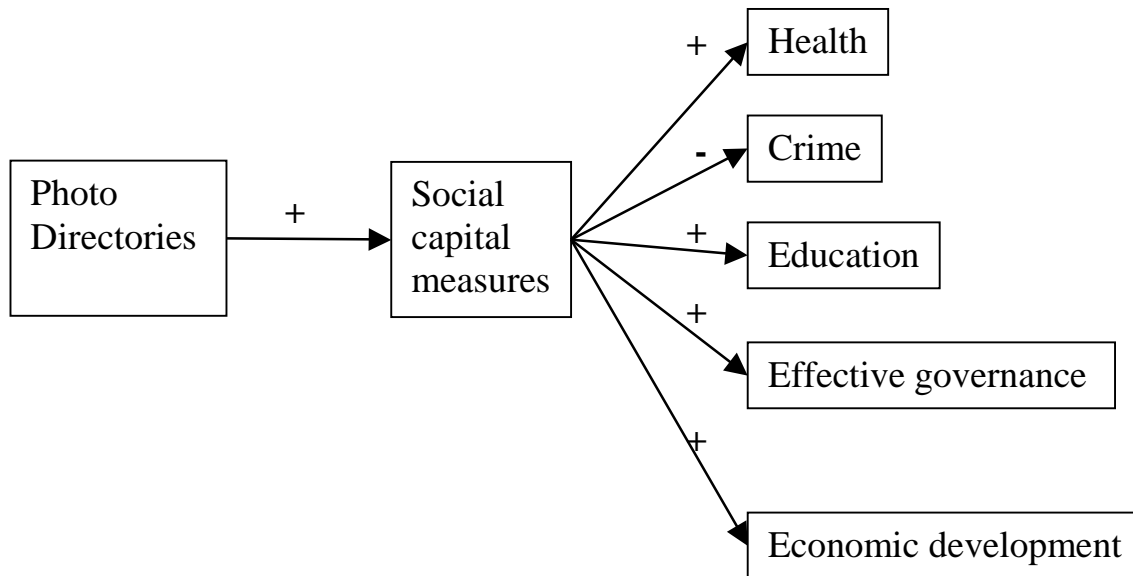 Photo
Directories
+
Social
capital
measures
+
Health
-
Crime
+
Education
+
Effective governance
+
Economic development